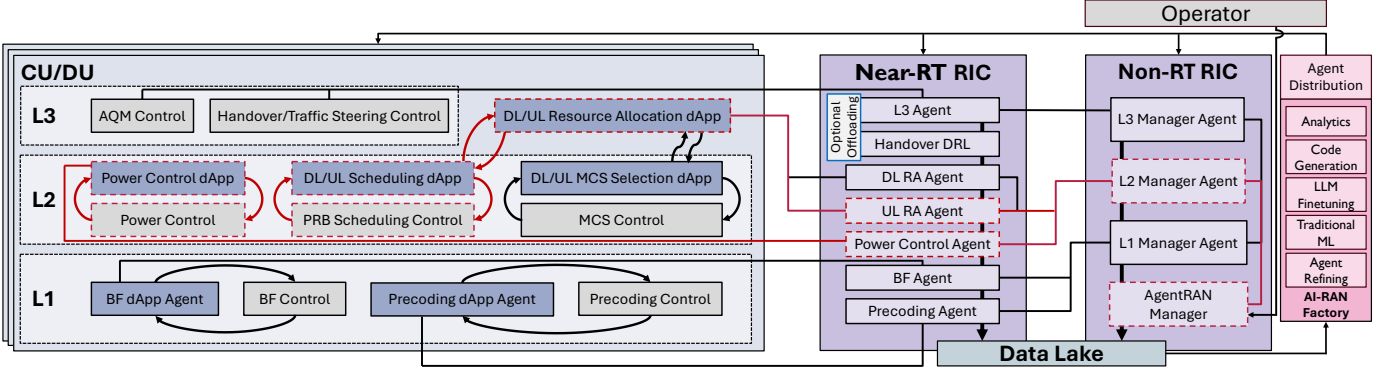 Operator
CU/DU
L3
AQM Control
Handover/Traffic Steering Control
DL/UL Resource Allocation dApp
L2
Power Control dApp
DL/UL Scheduling dApp
DL/UL MCS Selection dApp
Power Control
PRB Scheduling Control
MCS Control
L1
BF dApp Agent
BF Control
Precoding dApp Agent
Precoding Control
Near-RT RIC
Optional
Offloading
L3 Agent
Handover DRL
DL RA Agent
UL RA Agent
Power Control Agent
BF Agent
Precoding Agent
Non-RT RIC
L3 Manager Agent
L2 Manager Agent
L1 Manager Agent
AgentRAN
Manager
Data Lake
Agent
Distribution
Analytics
Code
Generation
LLM
Finetuning
Traditional
ML
Agent
Refining
AI-RAN
Factory